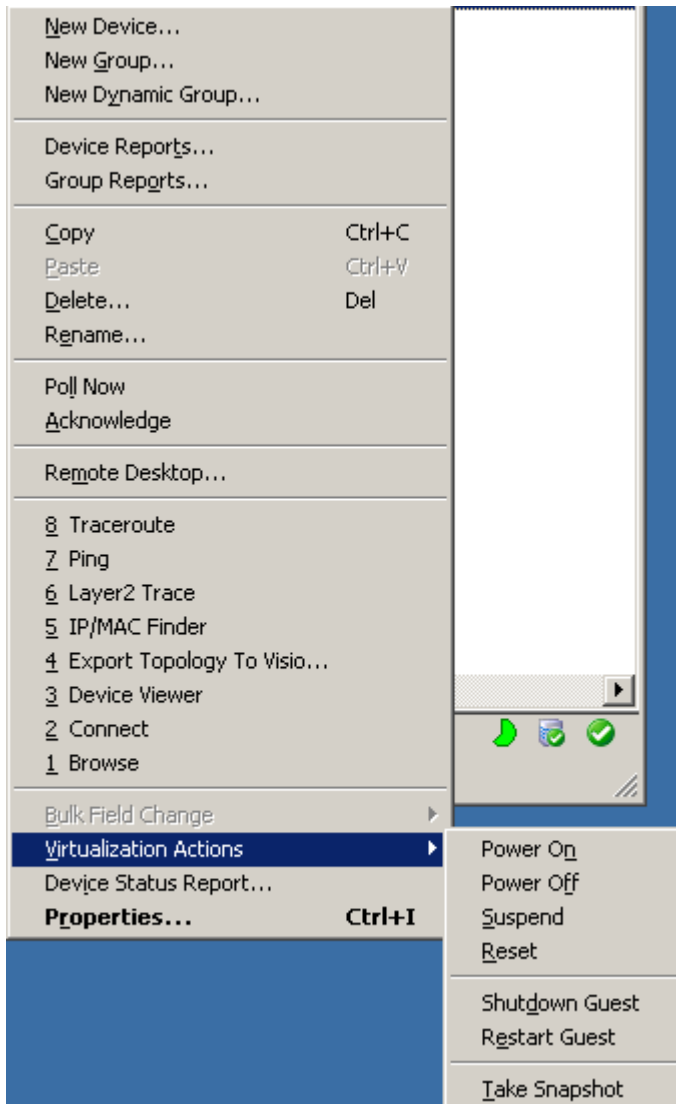 New Device...
New Group...
New Dynamic Group...
Device Reports...
Group Reports...
Copy Ctrl+C
Paste Ctrl+V
Delete... Del
Rename...
Poll Now
Acknowledge
Remote Desktop...
8 Traceroute
7 Ping
6 Layer2 Trace
5 IP/MAC Finder
4 Export Topology To Visio...
3 Device Viewer
2 Connect
1 Browse
Bulk Field Change
Virtualization Actions
Device Status Report...
Properties... Ctrl+I
Power On
Power Off
Suspend
Reset
Shutdown Guest
Restart Guest
Take Snapshot